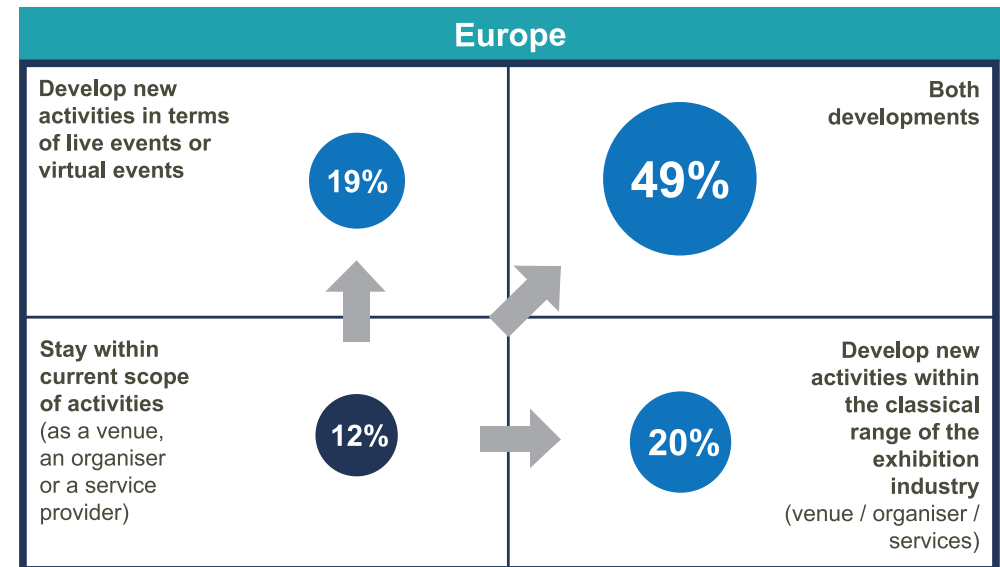 Europe
Develop new
activities in terms
of live events or
virtual events
19%
Both
developments
49%
Stay within
current scope
of activities
(as a venue,
an organiser
or a service
provider)
12%
Develop new
activities within
the classical
range of the
exhibition
industry
(venue / organiser /
services)
20%